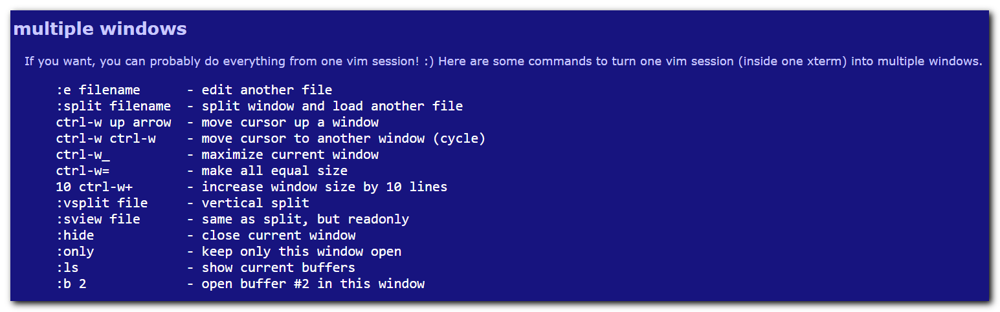 multiple windows
If you want, you can probably do everything from one vim session! :) Here are some commands to turn one vim session (inside one xterm) into multiple windows.
:e filename      - edit another file
:split filename  - split window and load another file
ctrl-w up arrow  - move cursor up a window
ctrl-w ctrl-w    - move cursor to another window (cycle)
ctrl-w_          - maximize current window
ctrl-w=          - make all equal size
10 ctrl-w+       - increase window size by 10 lines
:vsplit file     - vertical split
:sview file      - same as split, but readonly
:hide            - close current window
:only            - keep only this window open
:ls              - show current buffers
:b 2             - open buffer #2 in this window